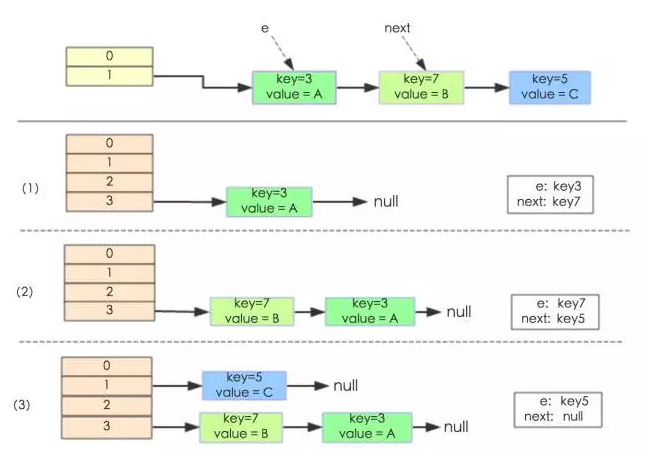 e
next
0
1
key=3
value = A
key=7
value = B
key=5
value = C
(1)
0
1
2
3
key=3
value = A
null
e: key3
next: key7
(2)
0
1
2
3
key=7
value = B
key=3
value = A
null
e: key7
next: key5
(3)
0
1
2
3
key=5
value = C
null
key=7
value = B
key=3
value = A
null
e: key5
next: null